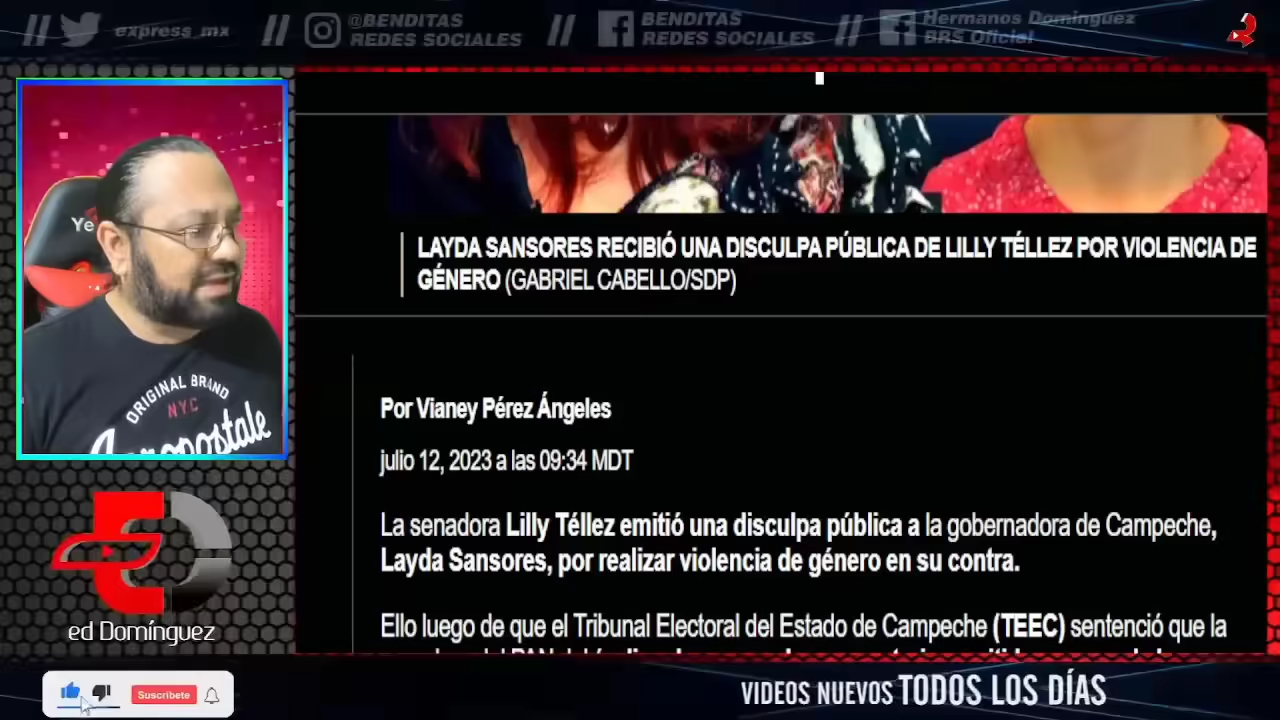 express_mx
@BENDITAS
REDES SOCIALES
BENDITAS
REDES SOCIALES
Hermanos Domínguez
BRS Oficial
Ye
ORIGINAL BRAND
NYC
Aeropostale
LAYDA SANSORES RECIBIÓ UNA DISCULPA PÚBLICA DE LILLY TÉLLEZ POR VIOLENCIA DE
GÉNERO (GABRIEL CABELLO/SDP)
Por Vianey Pérez Ángeles
julio 12, 2023 a las 09:34 MDT
La senadora Lilly Téllez emitió una disculpa pública a la gobernadora de Campeche,
Layda Sansores, por realizar violencia de género en su contra.
Ello luego de que el Tribunal Electoral del Estado de Campeche (TEEC) sentenció que la
ed Domínguez
Suscríbete
VIDEOS NUEVOS TODOS LOS DÍAS